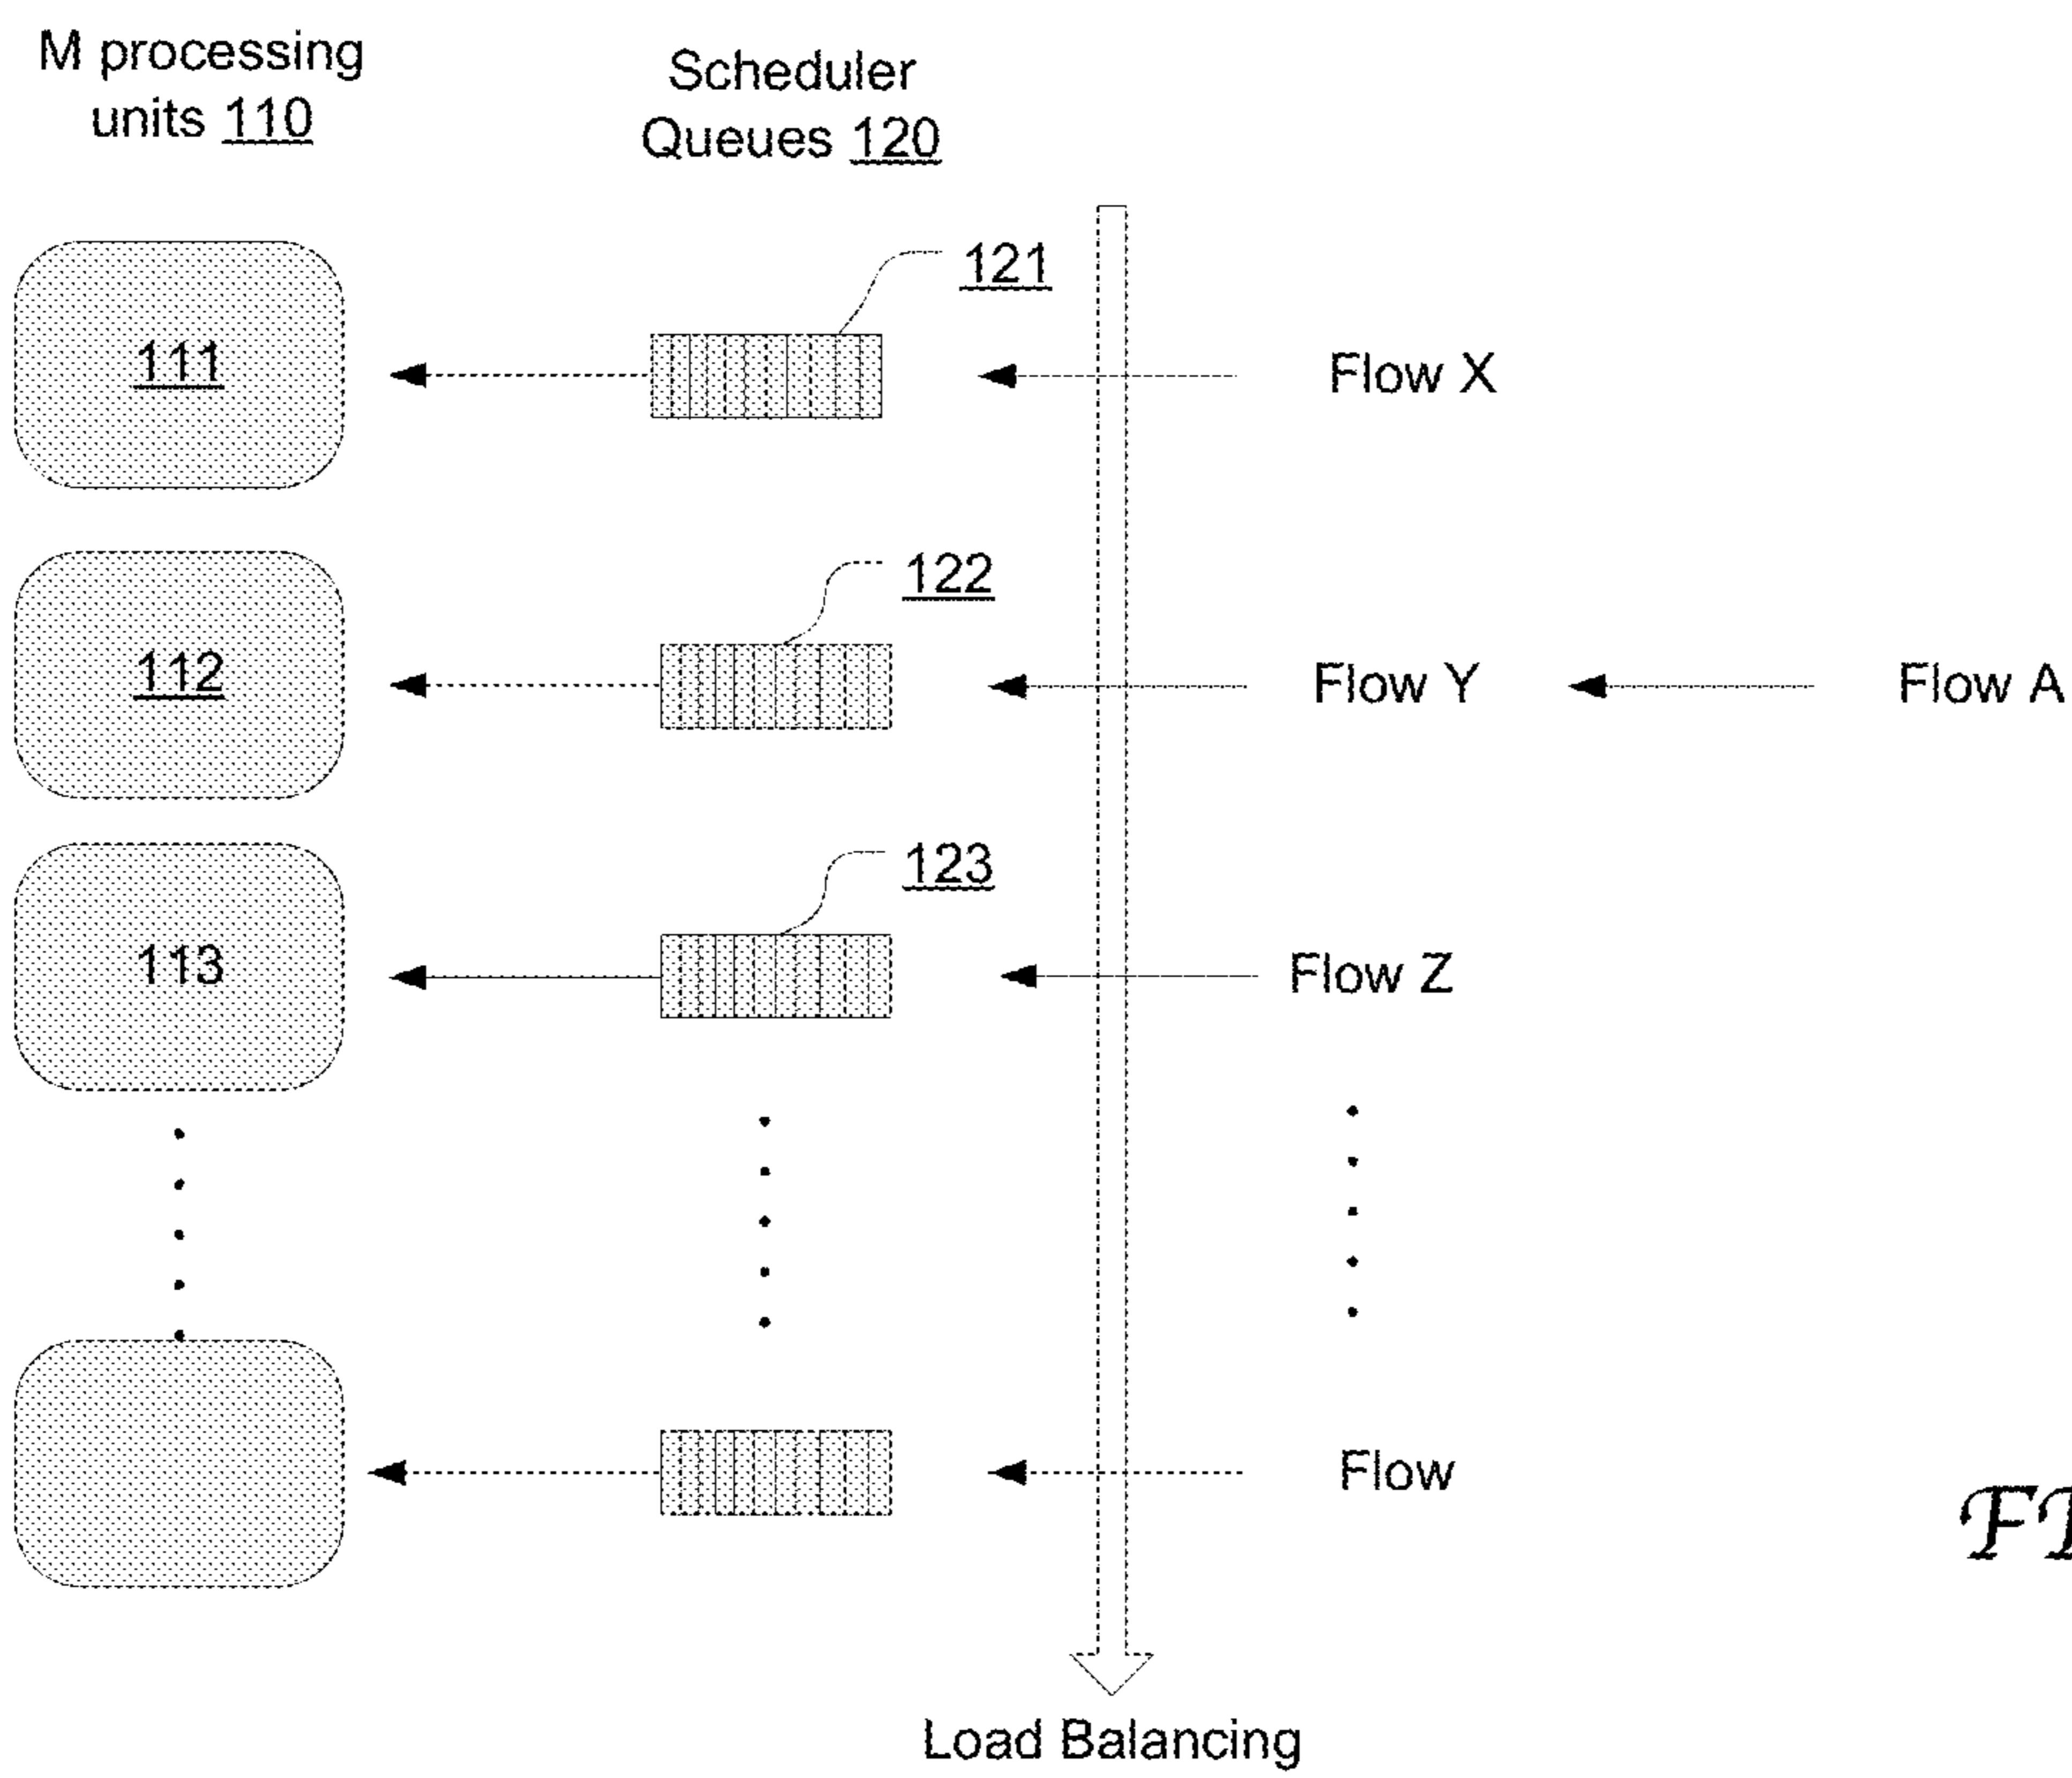 M processing
units 110
Scheduler
Queues 120
121
111
Flow X
122
112
Flow Y
Flow A
123
113
Flow Z
Flow
Load Balancing